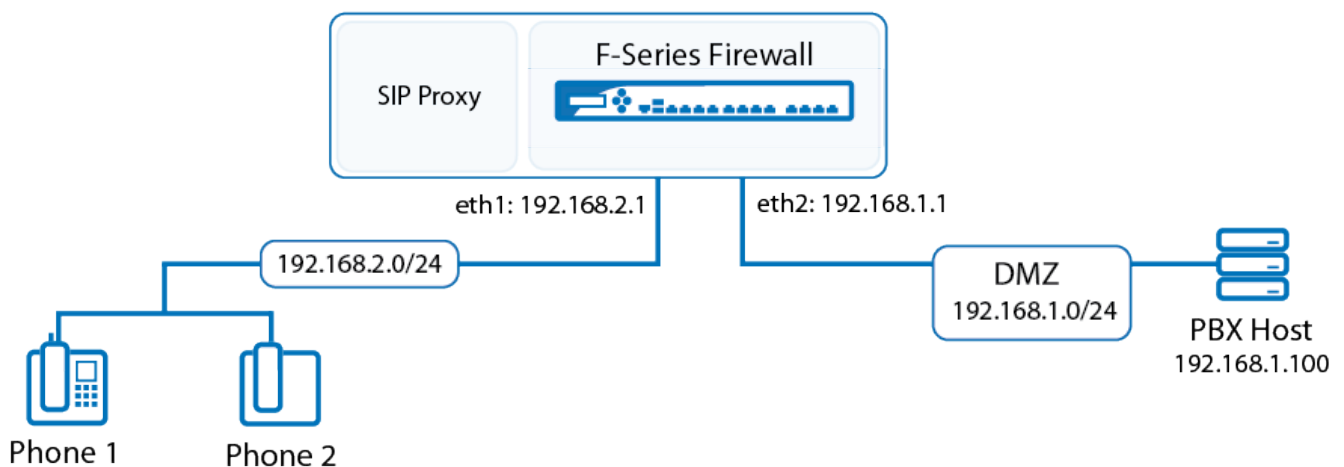 F-Series Firewall
SIP Proxy
eth1: 192.168.2.1
eth2: 192.168.1.1
192.168.2.0/24
DMZ
192.168.1.0/24
PBX Host
192.168.1.100
Phone 1
Phone 2